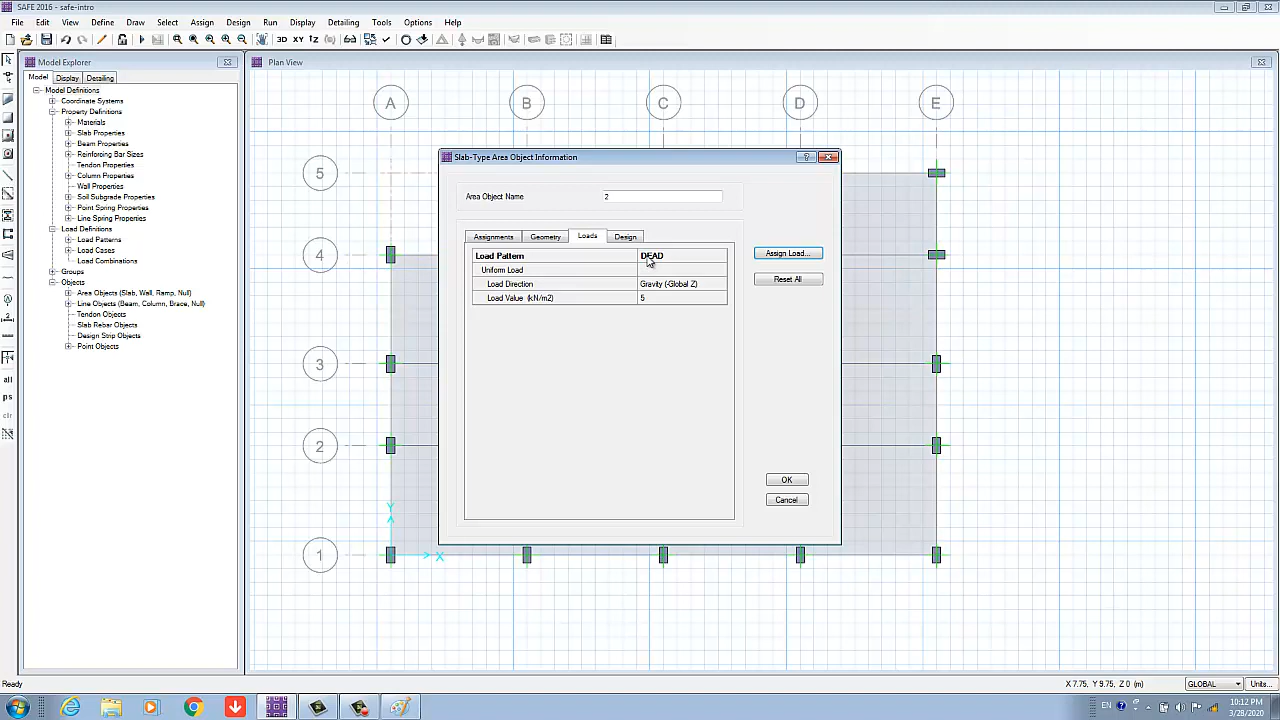 SAFE 2016 - safe-intro
File Edit View Define Draw Select Assign Design Run Display Detailing Tools Options Help
3D XY XZ
Model Explorer
Plan View
Model Display Detailing
Model Definitions
Coordinate Systems
Property Definitions
Materials
Slab Properties
Beam Properties
Reinforcing Bar Sizes
Tendon Properties
Column Properties
Wall Properties
Soil Subgrade Properties
Point Spring Properties
Line Spring Properties
Load Definitions
Load Patterns
Load Cases
Load Combinations
Groups
Objects
Area Objects (Slab, Wall, Ramp, Null)
Line Objects (Beam, Column, Brace, Null)
Tendon Objects
Slab Rebar Objects
Design Strip Objects
Point Objects
all
ps
clr
A B C D E
5
4
3
2
1
Y
X
Slab-Type Area Object Information
Area Object Name 2
Assignments Geometry Loads Design
Load Pattern DEAD
Uniform Load
Load Direction Gravity (-Global Z)
Load Value (kN/m2) 5
Assign Load...
Reset All
OK
Cancel
Ready
X 7.75, Y 9.75, Z 0 (m)
GLOBAL
Units...
EN
10:12 PM
3/28/2020